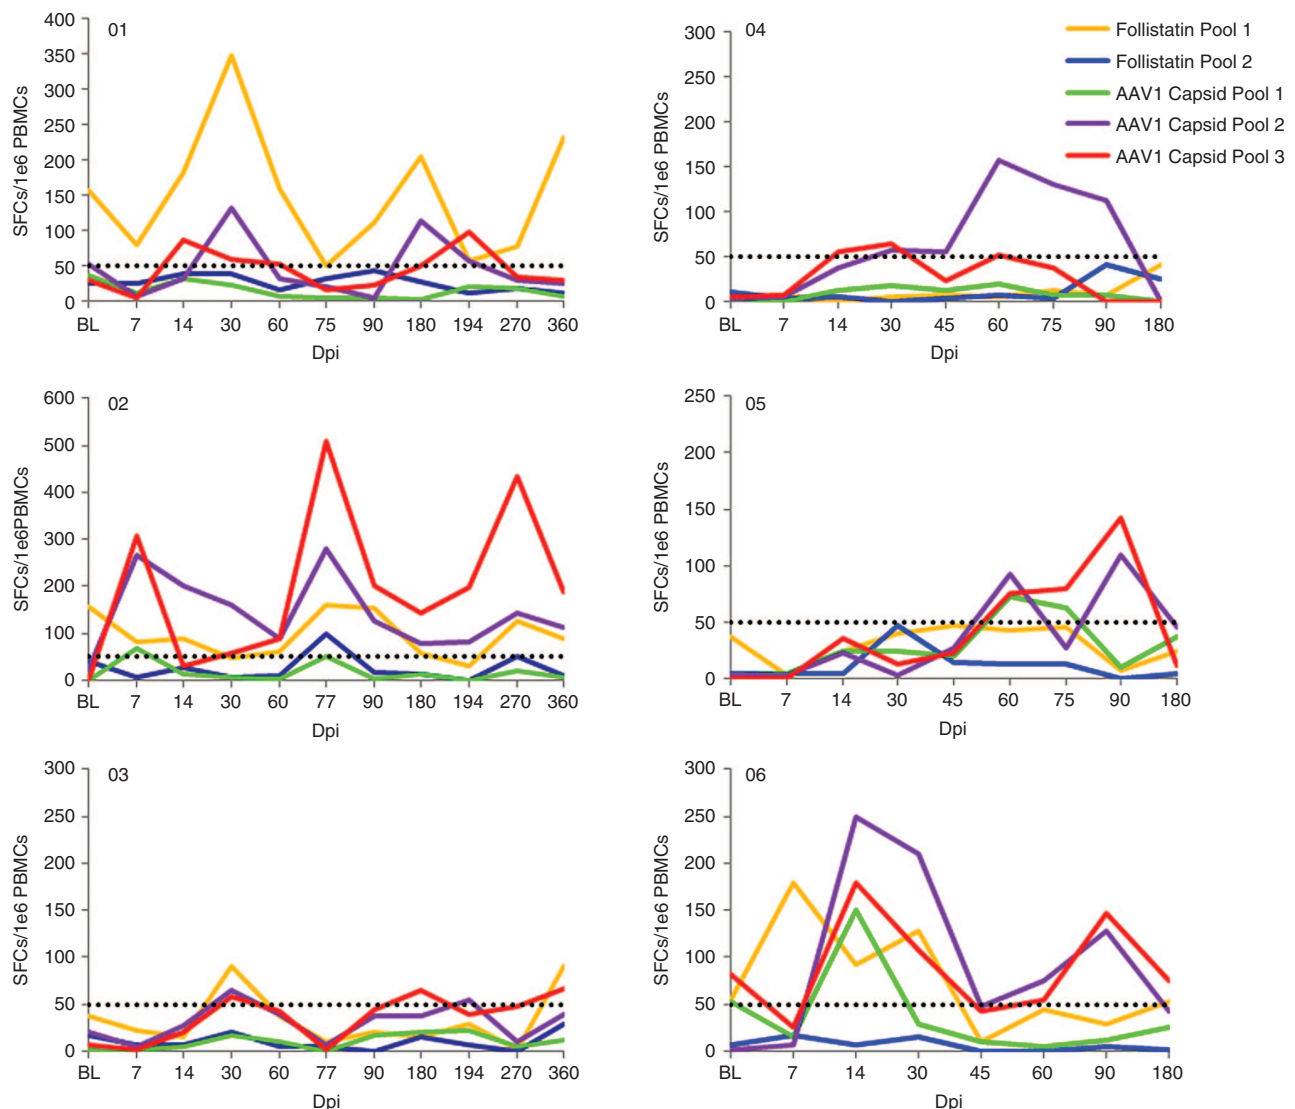 01
SFCs/1e6 PBMCs
400
350
300
250
200
150
100
50
0
BL 7 14 30 60 75 90 180 194 270 360
Dpi
04
SFCs/1e6 PBMCs
300
250
200
150
100
50
0
BL 7 14 30 45 60 75 90 180
Dpi
Follistatin Pool 1
Follistatin Pool 2
AAV1 Capsid Pool 1
AAV1 Capsid Pool 2
AAV1 Capsid Pool 3
02
SFCs/1e6PBMCs
600
500
400
300
200
100
50
0
BL 7 14 30 60 77 90 180 194 270 360
Dpi
05
SFCs/1e6 PBMCs
250
200
150
100
50
0
BL 7 14 30 45 60 75 90 180
Dpi
03
SFCs/1e6 PBMCs
300
250
200
150
100
50
0
BL 7 14 30 60 77 90 180 194 270 360
Dpi
06
SFCs/1e6 PBMCs
300
250
200
150
100
50
0
BL 7 14 30 45 60 90 180
Dpi